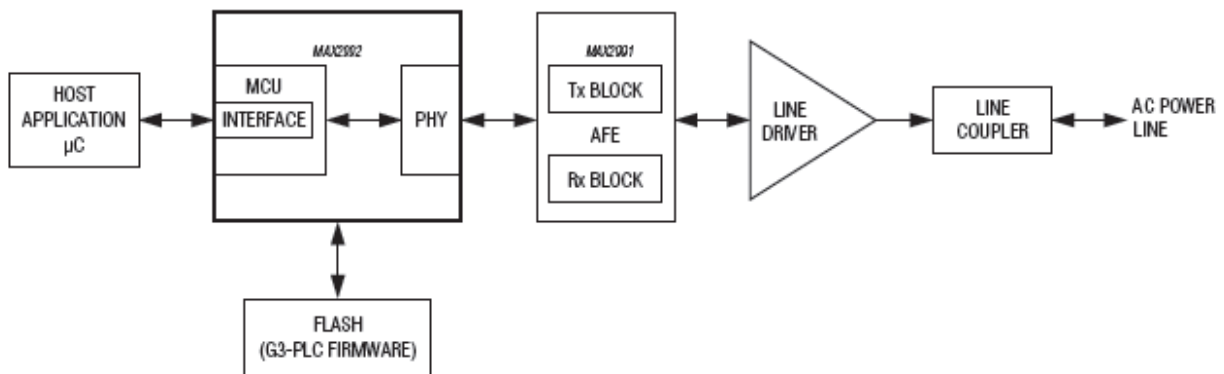 HOST
APPLICATION
µC
MAX2992
MCU
INTERFACE
PHY
MAX2991
Tx BLOCK
AFE
Rx BLOCK
LINE
DRIVER
LINE
COUPLER
AC POWER
LINE
FLASH
(G3-PLC FIRMWARE)